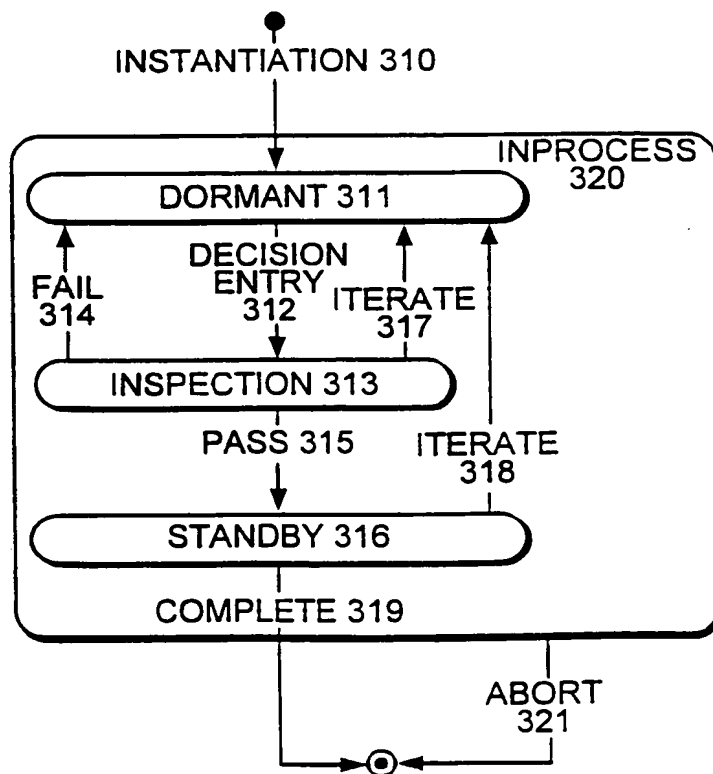 INSTANTIATION 310
INPROCESS
320
DORMANT 311
DECISION
ENTRY
312
FAIL
314
ITERATE
317
INSPECTION 313
PASS 315
ITERATE
318
STANDBY 316
COMPLETE 319
ABORT
321